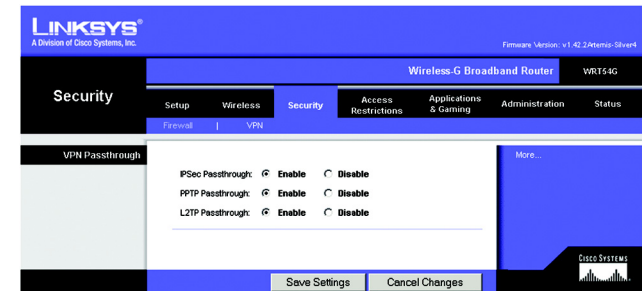 LINKSYS®
A Division of Cisco Systems, Inc.
Firmware Version: v1.42.2Artemis-Silver4
Wireless-G Broadband Router WRT54G
Security
Setup Wireless Security Access Restrictions Applications & Gaming Administration Status
Firewall | VPN
VPN Passthrough
More...
IPSec Passthrough: Enable Disable
PPTP Passthrough: Enable Disable
L2TP Passthrough: Enable Disable
CISCO SYSTEMS
Save Settings Cancel Changes